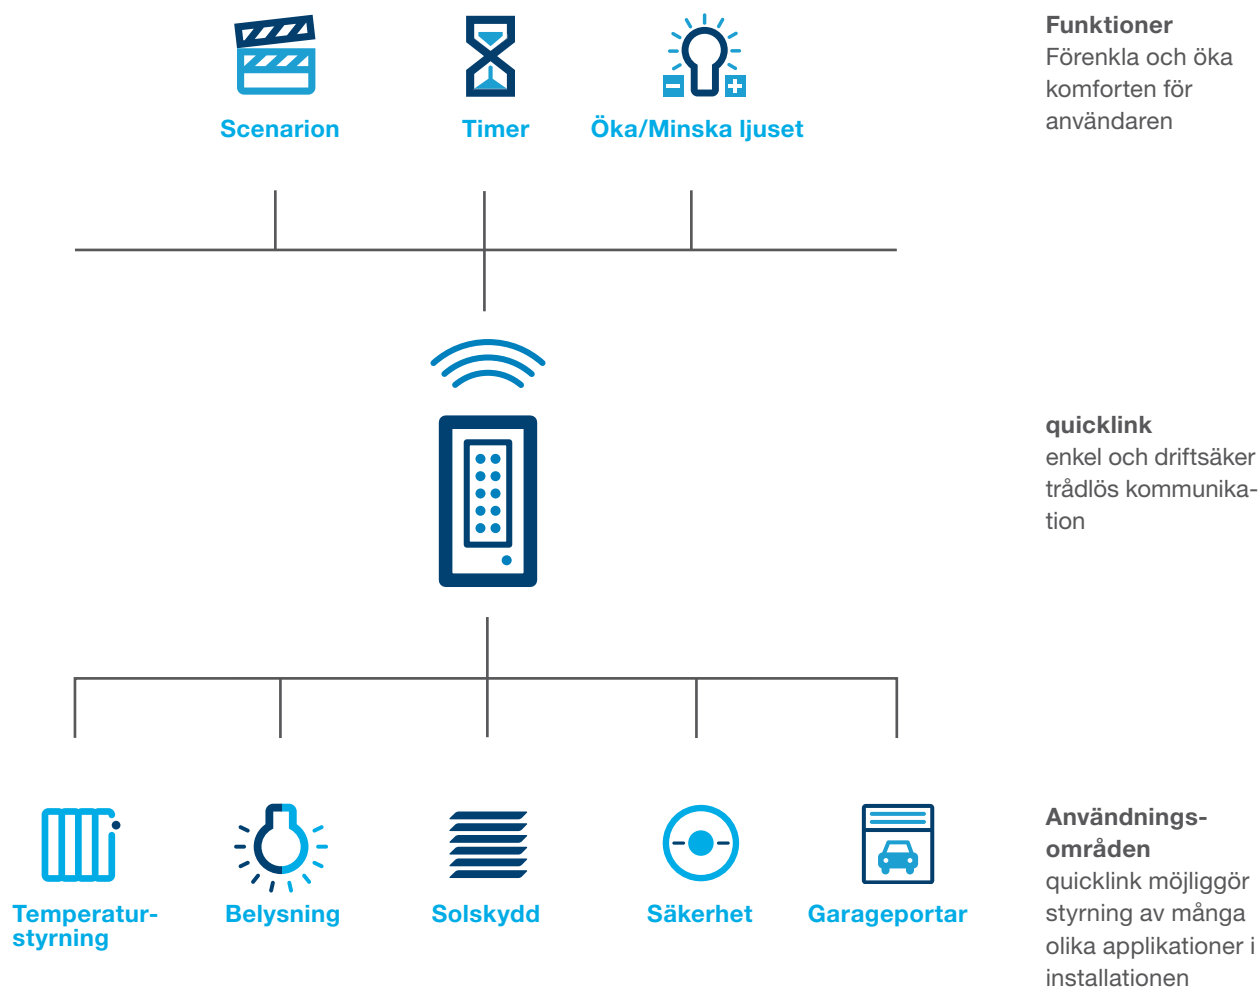 Scenarion
Timer
Öka/Minska ljuset
Funktioner
Förenkla och öka
komforten för
användaren
quicklink
enkel och driftsäker
trådlös kommunika-
tion
Temperatur-
styrning
Belysning
Solskydd
Säkerhet
Garageportar
Användnings-
områden
quicklink möjliggör
styrning av många
olika applikationer i
installationen